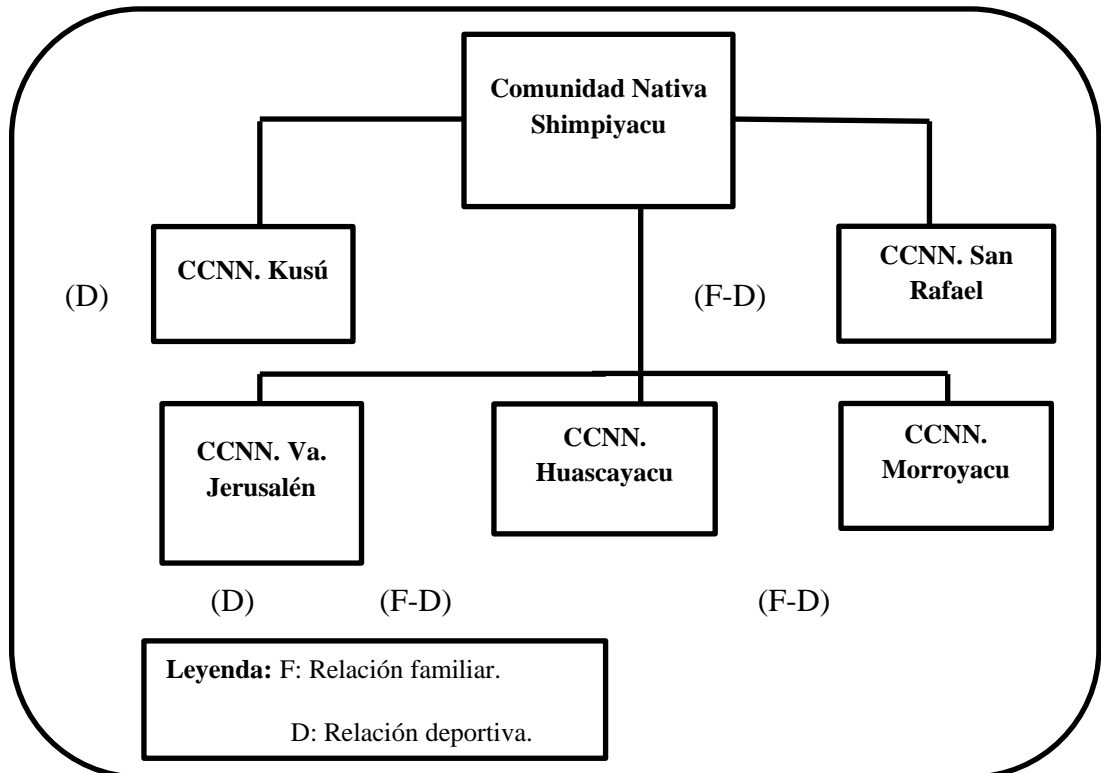 Comunidad Nativa
Shimpiyacu
CCNN. Kusú
CCNN. San
Rafael
(D)
(F-D)
CCNN. Va.
Jerusalén
CCNN.
Huascayacu
CCNN.
Morroyacu
(D)
(F-D)
(F-D)
Leyenda: F: Relación familiar.
D: Relación deportiva.